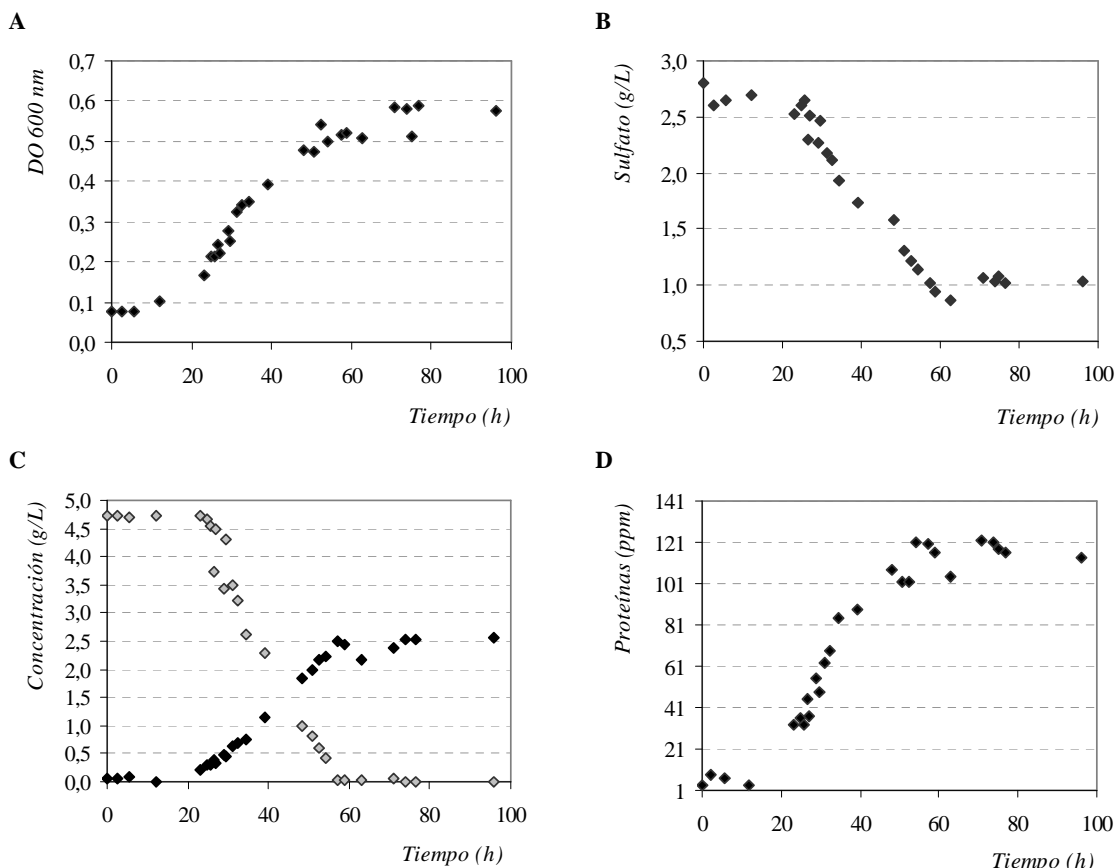 A
DO 600 nm
0,7
0,6
0,5
0,4
0,3
0,2
0,1
0,0
0 20 40 60 80 100
Tiempo (h)
B
Sulfato (g/L)
3,0
2,5
2,0
1,5
1,0
0,5
0 20 40 60 80 100
Tiempo (h)
C
Concentración (g/L)
5,0
4,5
4,0
3,5
3,0
2,5
2,0
1,5
1,0
0,5
0,0
0 20 40 60 80 100
Tiempo (h)
D
Proteínas (ppm)
141
121
101
81
61
41
21
1
0 20 40 60 80 100
Tiempo (h)